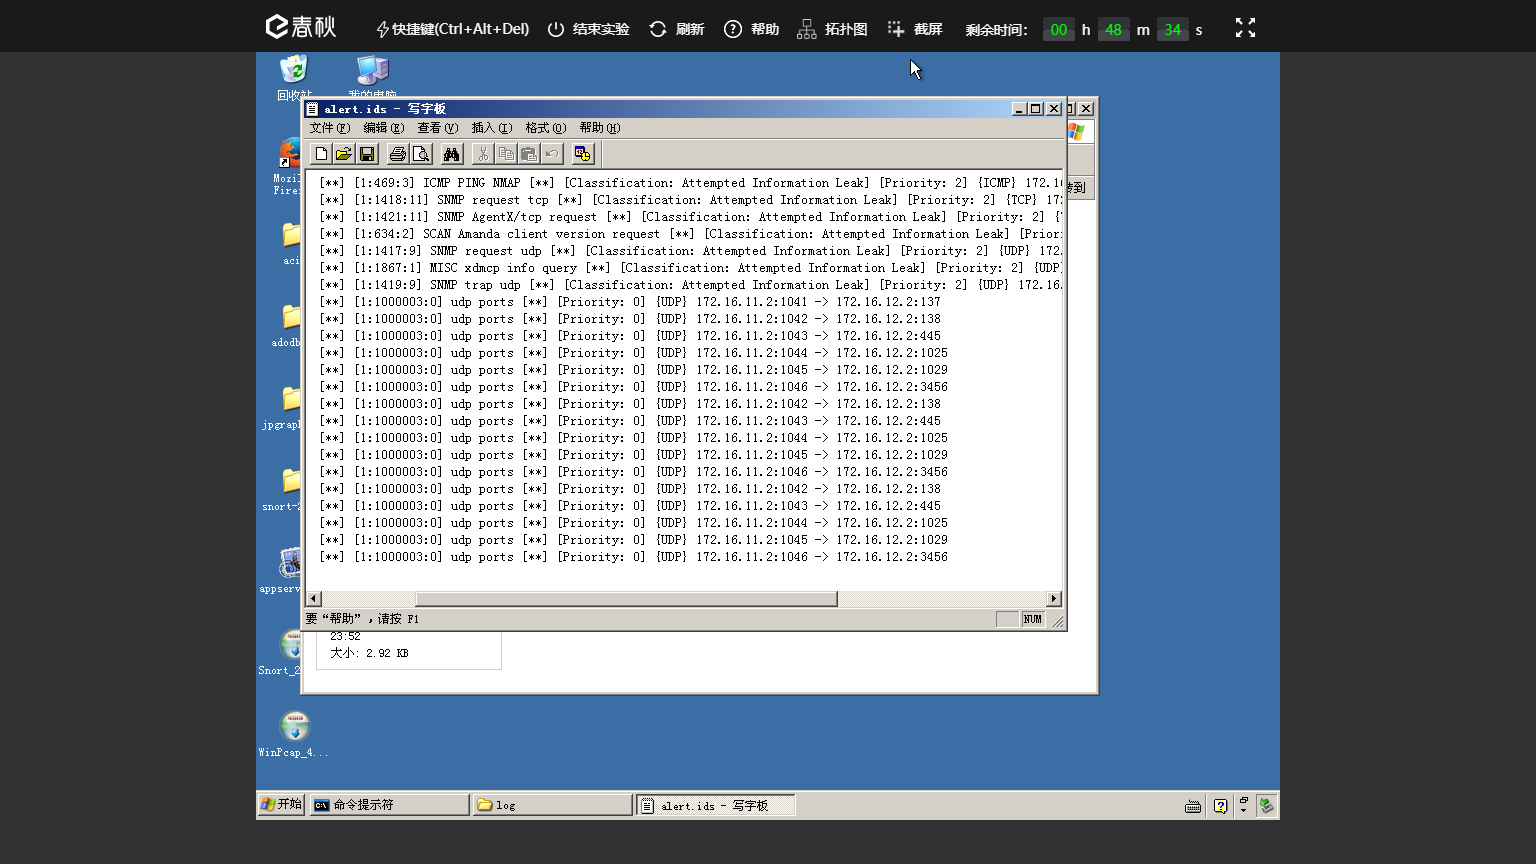 春秋 快捷键(Ctrl+Alt+Del) 结束实验 刷新 帮助 拓扑图 截屏 剩余时间： 00 h 48 m 34 s
回收站 我的电脑
alert.ids - 写字板
文件(F) 编辑(E) 查看(V) 插入(I) 格式(O) 帮助(H)
[**] [1:469:3] ICMP PING NMAP [**] [Classification: Attempted Information Leak] [Priority: 2] {ICMP} 172.1
[**] [1:1418:11] SNMP request tcp [**] [Classification: Attempted Information Leak] [Priority: 2] {TCP} 17
[**] [1:1421:11] SNMP AgentX/tcp request [**] [Classification: Attempted Information Leak] [Priority: 2] {
[**] [1:634:2] SCAN Amanda client version request [**] [Classification: Attempted Information Leak] [Prior
[**] [1:1417:9] SNMP request udp [**] [Classification: Attempted Information Leak] [Priority: 2] {UDP} 172.
[**] [1:1867:1] MISC xdmcp info query [**] [Classification: Attempted Information Leak] [Priority: 2] {UDP
[**] [1:1419:9] SNMP trap udp [**] [Classification: Attempted Information Leak] [Priority: 2] {UDP} 172.16.
[**] [1:1000003:0] udp ports [**] [Priority: 0] {UDP} 172.16.11.2:1041 -> 172.16.12.2:137
[**] [1:1000003:0] udp ports [**] [Priority: 0] {UDP} 172.16.11.2:1042 -> 172.16.12.2:138
[**] [1:1000003:0] udp ports [**] [Priority: 0] {UDP} 172.16.11.2:1043 -> 172.16.12.2:445
[**] [1:1000003:0] udp ports [**] [Priority: 0] {UDP} 172.16.11.2:1044 -> 172.16.12.2:1025
[**] [1:1000003:0] udp ports [**] [Priority: 0] {UDP} 172.16.11.2:1045 -> 172.16.12.2:1029
[**] [1:1000003:0] udp ports [**] [Priority: 0] {UDP} 172.16.11.2:1046 -> 172.16.12.2:3456
[**] [1:1000003:0] udp ports [**] [Priority: 0] {UDP} 172.16.11.2:1042 -> 172.16.12.2:138
[**] [1:1000003:0] udp ports [**] [Priority: 0] {UDP} 172.16.11.2:1043 -> 172.16.12.2:445
[**] [1:1000003:0] udp ports [**] [Priority: 0] {UDP} 172.16.11.2:1044 -> 172.16.12.2:1025
[**] [1:1000003:0] udp ports [**] [Priority: 0] {UDP} 172.16.11.2:1045 -> 172.16.12.2:1029
[**] [1:1000003:0] udp ports [**] [Priority: 0] {UDP} 172.16.11.2:1046 -> 172.16.12.2:3456
[**] [1:1000003:0] udp ports [**] [Priority: 0] {UDP} 172.16.11.2:1042 -> 172.16.12.2:138
[**] [1:1000003:0] udp ports [**] [Priority: 0] {UDP} 172.16.11.2:1043 -> 172.16.12.2:445
[**] [1:1000003:0] udp ports [**] [Priority: 0] {UDP} 172.16.11.2:1044 -> 172.16.12.2:1025
[**] [1:1000003:0] udp ports [**] [Priority: 0] {UDP} 172.16.11.2:1045 -> 172.16.12.2:1029
[**] [1:1000003:0] udp ports [**] [Priority: 0] {UDP} 172.16.11.2:1046 -> 172.16.12.2:3456
要“帮助”，请按 F1
NUM
转到
23:52
大小: 2.92 KB
Mozil
Firef
aci
adodb
jpgrap
snort-2
appserv
Snort_2
WinPcap_4...
开始 命令提示符 log alert.ids - 写字板